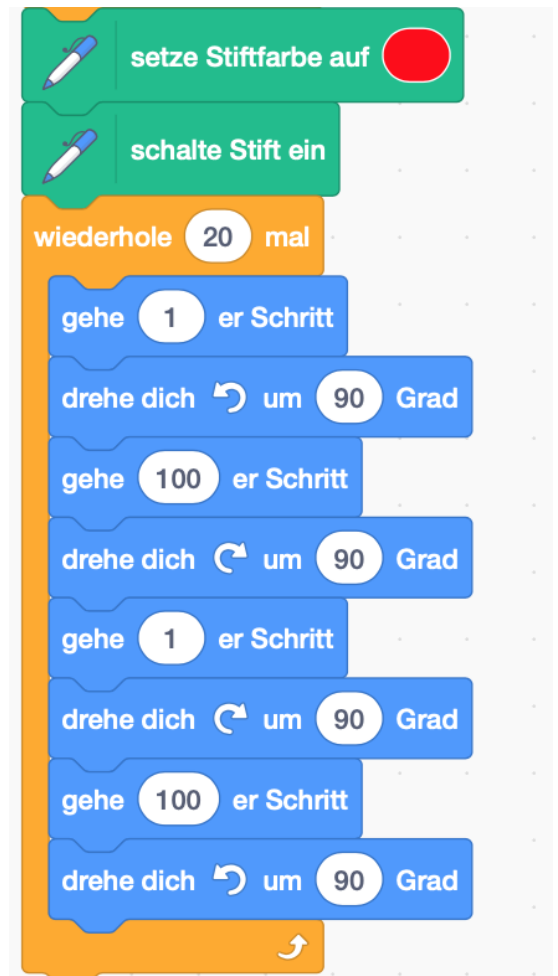 setze Stiftfarbe auf
schalte Stift ein
wiederhole 20 mal
gehe 1 er Schritt
drehe dich um 90 Grad
gehe 100 er Schritt
drehe dich um 90 Grad
gehe 1 er Schritt
drehe dich um 90 Grad
gehe 100 er Schritt
drehe dich um 90 Grad